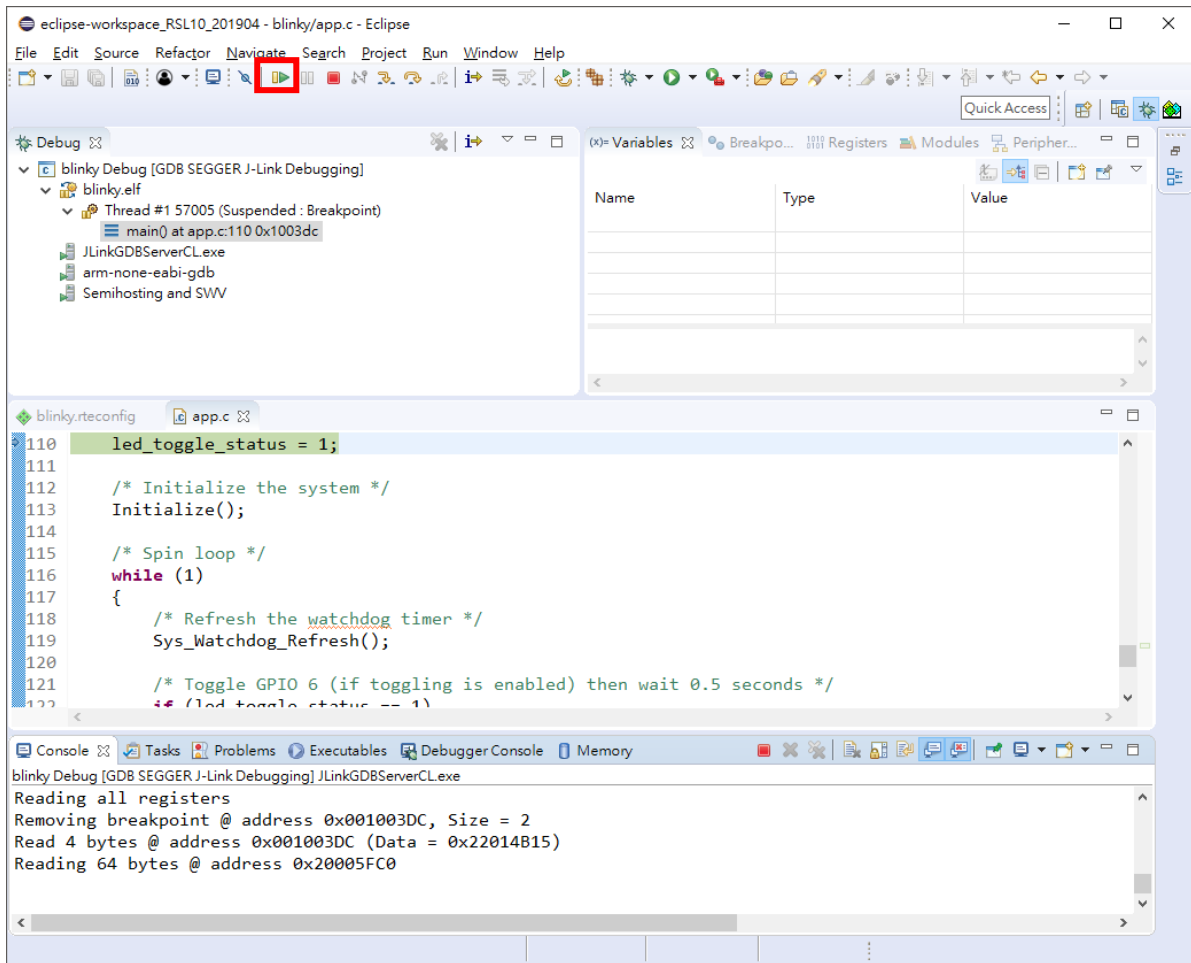 eclipse-workspace_RSL10_201904 - blinky/app.c - Eclipse
File Edit Source Refactor Navigate Search Project Run Window Help
Quick Access
Debug
blinky Debug [GDB SEGGER J-Link Debugging]
blinky.elf
Thread #1 57005 (Suspended : Breakpoint)
main() at app.c:110 0x1003dc
JLinkGDBServerCL.exe
arm-none-eabi-gdb
Semihosting and SWV
(x)= Variables Breakpo... Registers Modules Peripher...
Name Type Value
blinky.rteconfig app.c
110 led_toggle_status = 1;
111
112 /* Initialize the system */
113 Initialize();
114
115 /* Spin loop */
116 while (1)
117 {
118 /* Refresh the watchdog timer */
119 Sys_Watchdog_Refresh();
120
121 /* Toggle GPIO 6 (if toggling is enabled) then wait 0.5 seconds */
122 if (led_toggle_status == 1)
Console Tasks Problems Executables Debugger Console Memory
blinky Debug [GDB SEGGER J-Link Debugging] JLinkGDBServerCL.exe
Reading all registers
Removing breakpoint @ address 0x001003DC, Size = 2
Read 4 bytes @ address 0x001003DC (Data = 0x22014B15)
Reading 64 bytes @ address 0x20005FC0